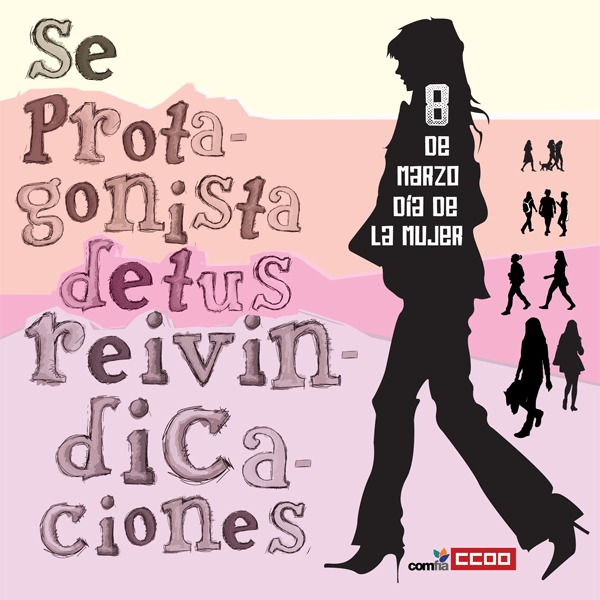 Se
Prota-
gonista
de tus
reivin-
dica-
ciones
8
DE
MARZO
DÍA DE
LA MUJER
comfia CCOO